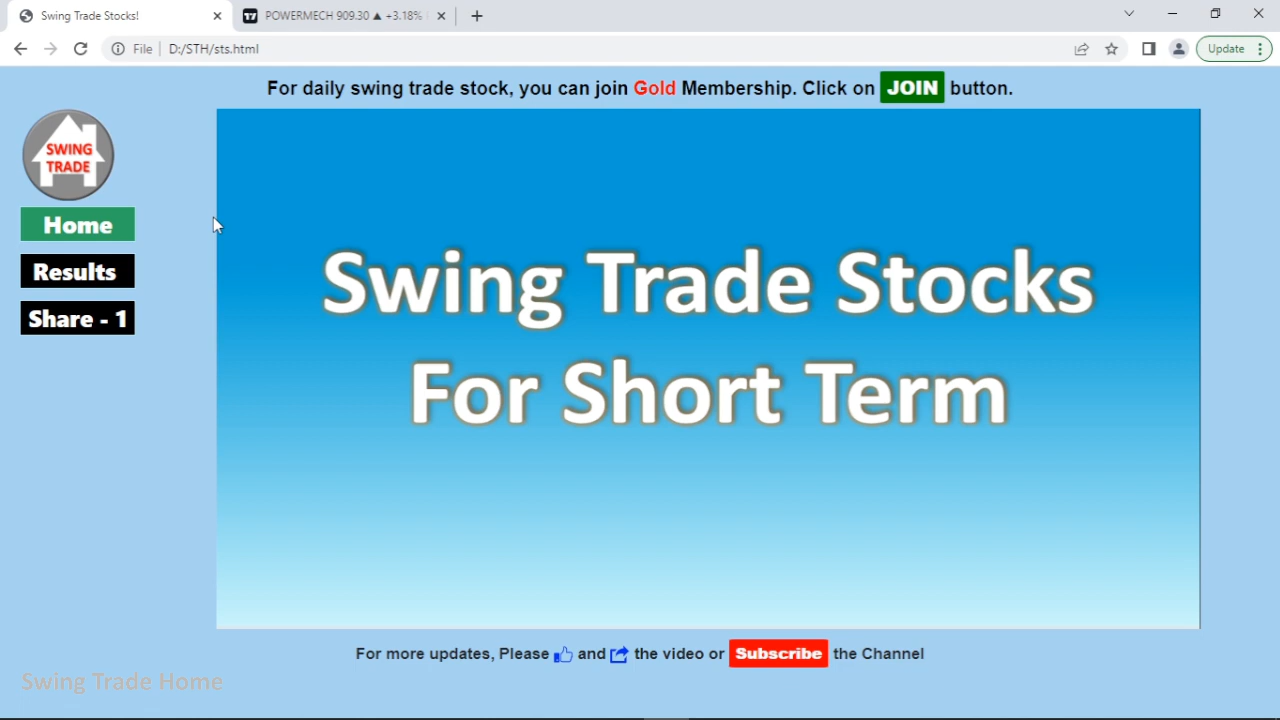 Swing Trade Stocks!
POWERMECH 909.30 ▲ +3.18%
File
D:/STH/sts.html
Update
For daily swing trade stock, you can join Gold Membership. Click on JOIN button.
SWING
TRADE
Home
Results
Share - 1
Swing Trade Stocks
For Short Term
For more updates, Please and the video or Subscribe the Channel
Swing Trade Home